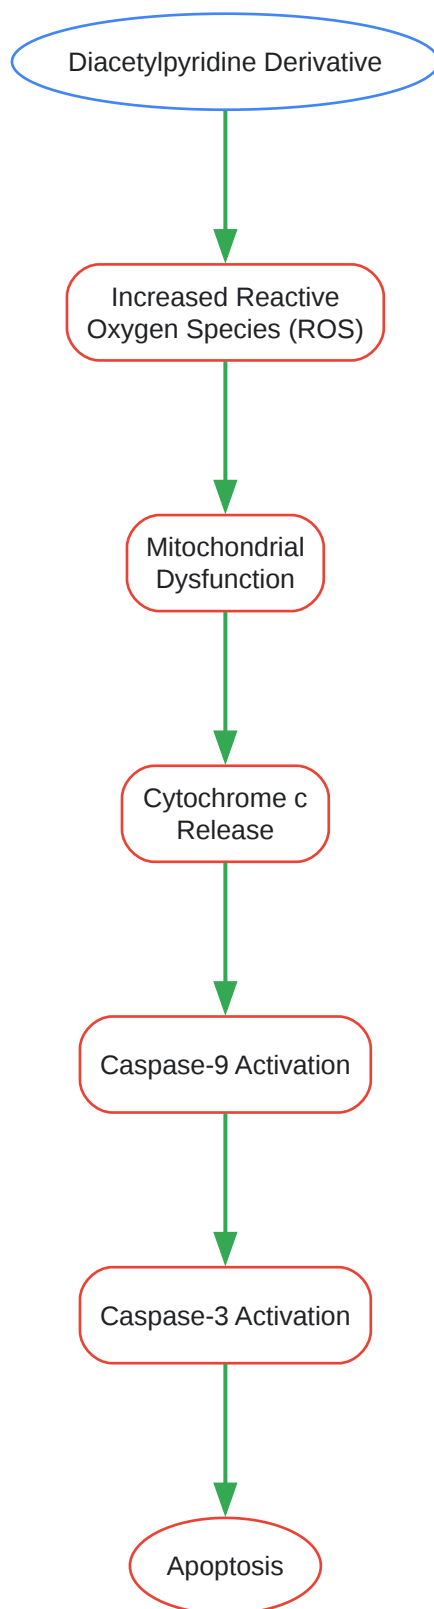 Diacetylpyridine Derivative
Increased Reactive
Oxygen Species (ROS)
Mitochondrial
Dysfunction
Cytochrome c
Release
Caspase-9 Activation
Caspase-3 Activation
Apoptosis